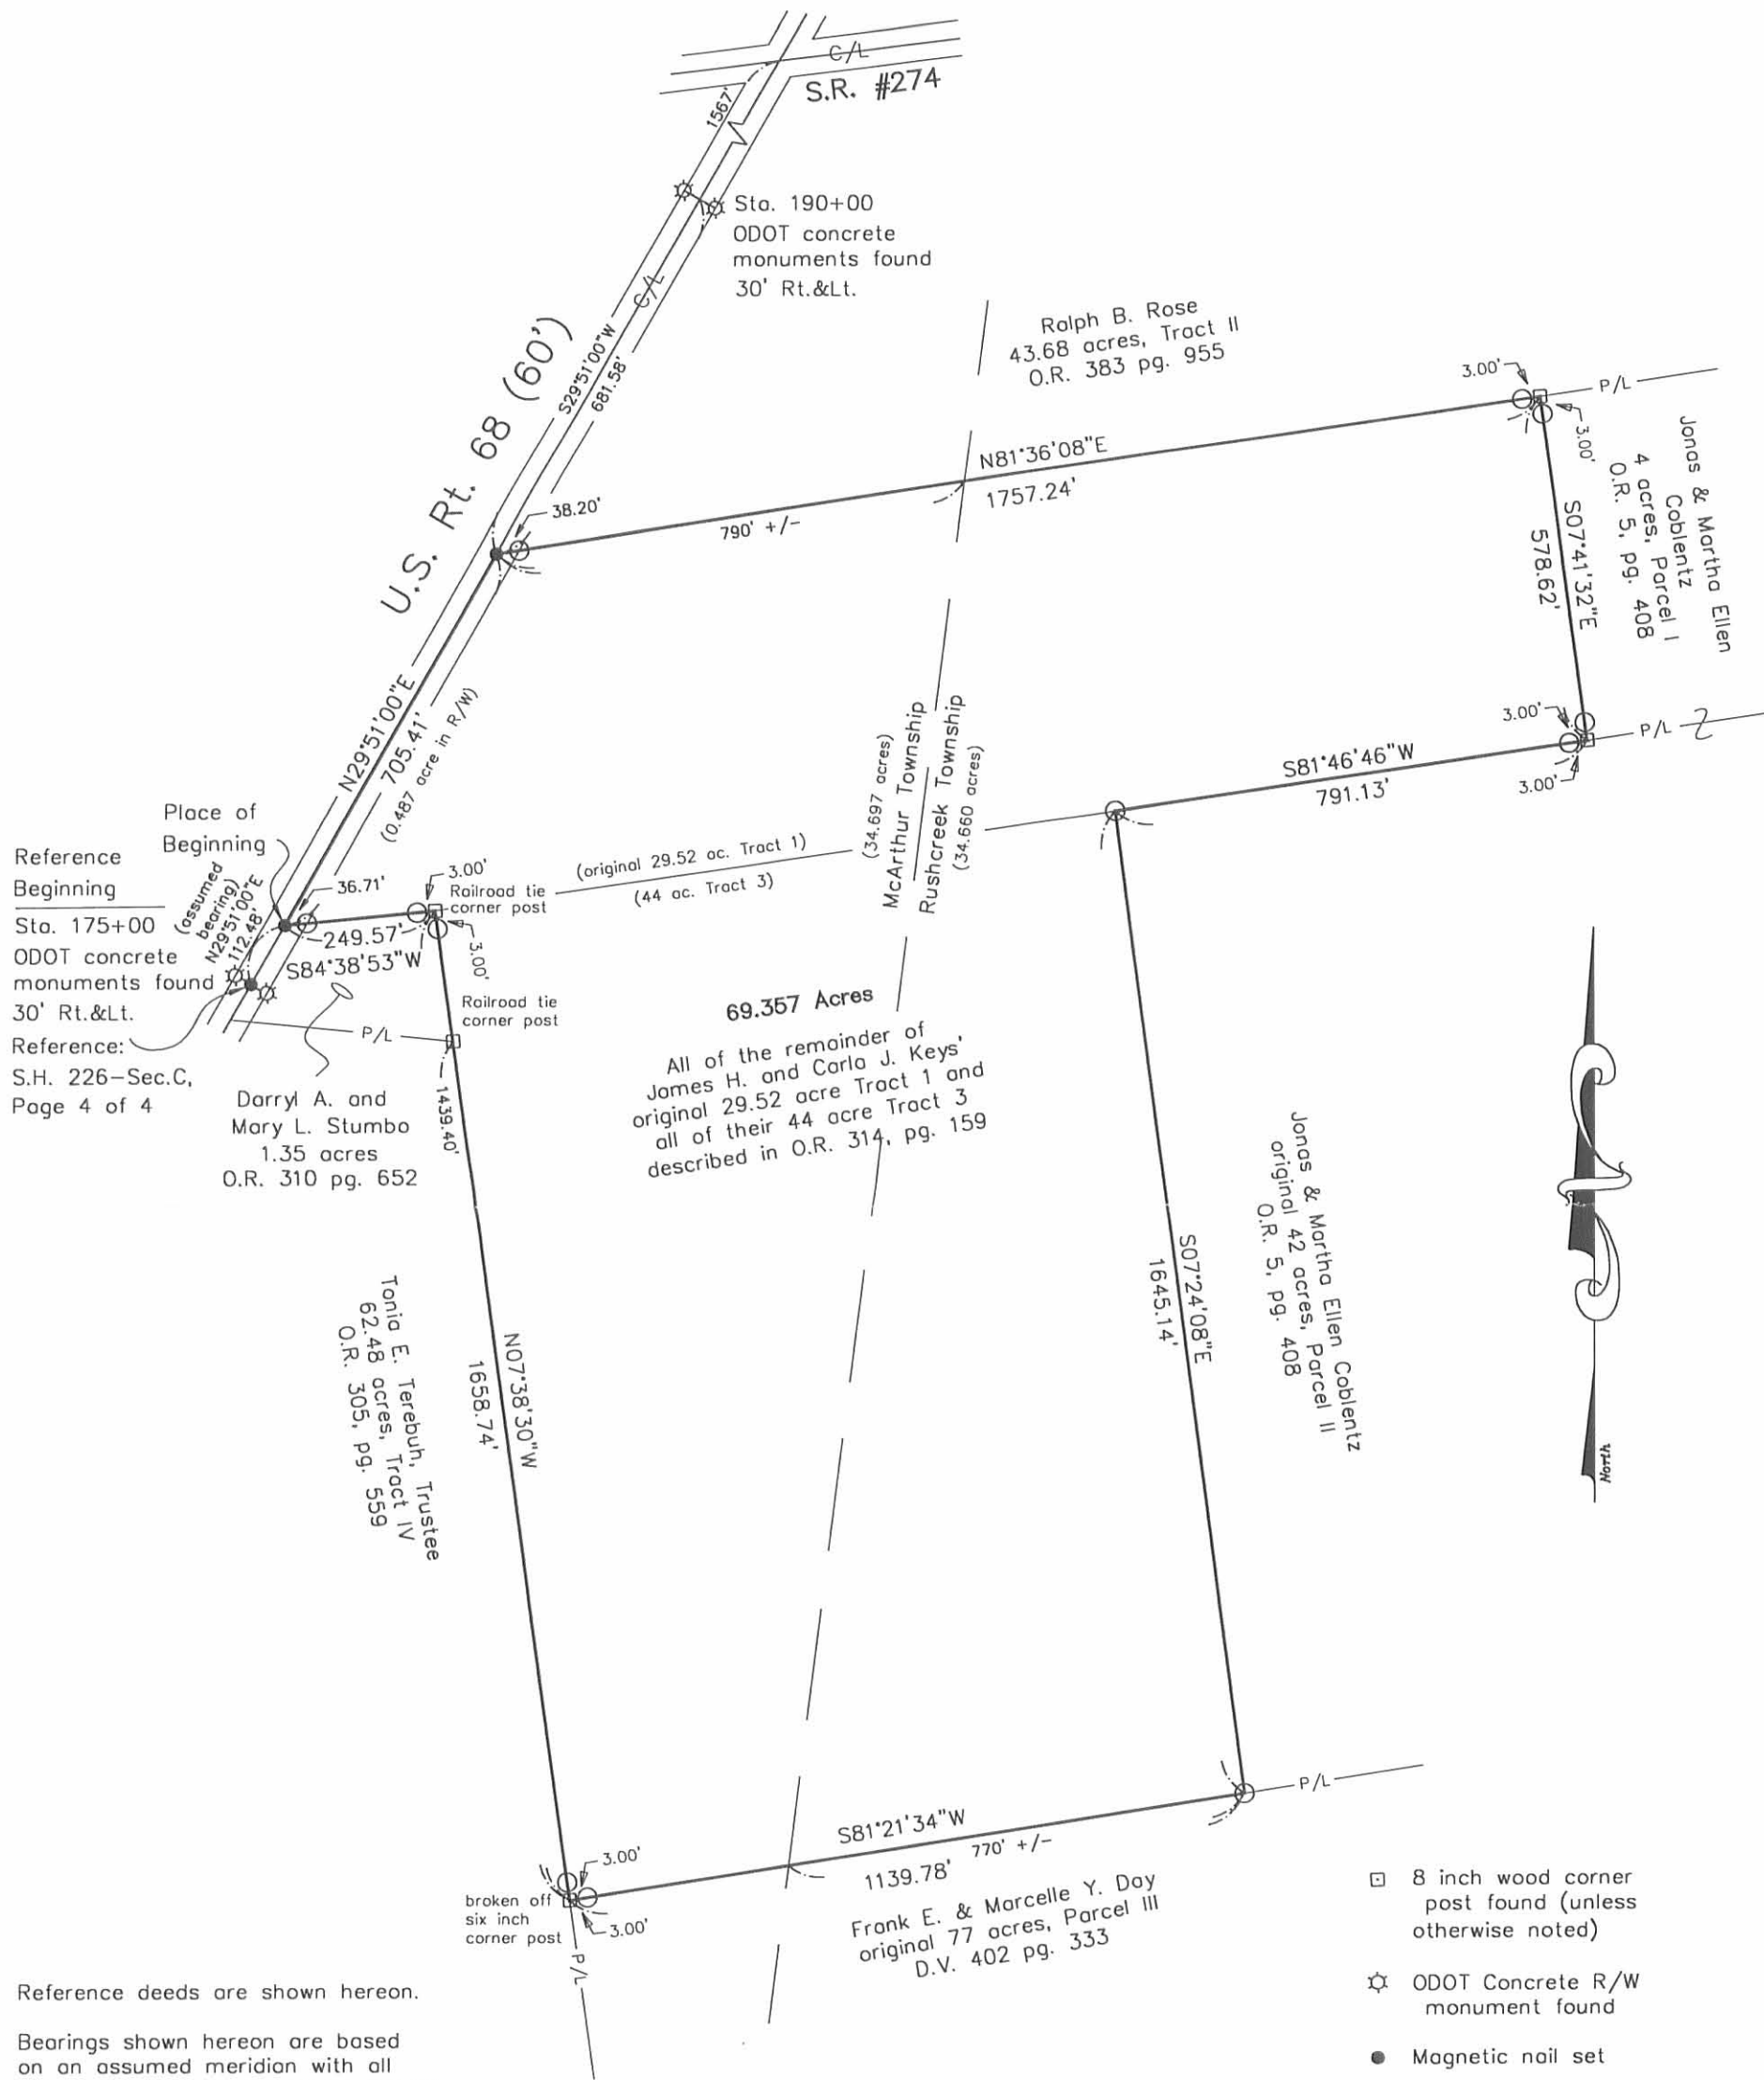 C/L
S.R. #274
1567'
Sta. 190+00
ODOT concrete
monuments found
30' Rt.&Lt.
C/L
S29°51'00"W
681.58'
U.S. Rt. 68 (60')
Ralph B. Rose
43.68 acres, Tract II
O.R. 383 pg. 955
3.00'
P/L
3.00'
Jonas & Martha Ellen
Coblentz
4 acres, Parcel I
O.R. 5, pg. 408
N81°36'08"E
1757.24'
790' +/-
38.20'
S07°41'32"E
578.62'
3.00'
P/L
3.00'
S81°46'46"W
791.13'
N29°51'00"E
705.41'
(0.487 acre in R/W)
(34.697 acres)
McArthur Township
Rushcreek Township
(34.660 acres)
Place of
Beginning
Reference
Beginning
Sta. 175+00
ODOT concrete
monuments found
30' Rt.&Lt.
Reference:
S.H. 226-Sec.C,
Page 4 of 4
(assumed
bearing)
N29°51'00"E
112.48'
36.71'
3.00'
Railroad tie
corner post
(original 29.52 ac. Tract 1)
(44 ac. Tract 3)
249.57'
S84°38'53"W
3.00'
Railroad tie
corner post
P/L
1439.40'
Darryl A. and
Mary L. Stumbo
1.35 acres
O.R. 310 pg. 652
69.357 Acres
All of the remainder of
James H. and Carla J. Keys'
original 29.52 acre Tract 1 and
all of their 44 acre Tract 3
described in O.R. 314, pg. 159
Jonas & Martha Ellen Coblentz
original 42 acres, Parcel II
O.R. 5, pg. 408
S07°24'08"E
1645.14'
North
Tonia E. Terebuh, Trustee
62.48 acres, Tract IV
O.R. 305, pg. 559
N07°38'30"W
1658.74'
P/L
S81°21'34"W
770' +/-
1139.78'
3.00'
broken off
six inch
corner post
3.00'
P/L
Frank E. & Marcelle Y. Day
original 77 acres, Parcel III
D.V. 402 pg. 333
8 inch wood corner
post found (unless
otherwise noted)
ODOT Concrete R/W
monument found
Magnetic nail set
Reference deeds are shown hereon.
Bearings shown hereon are based
on an assumed meridian with all